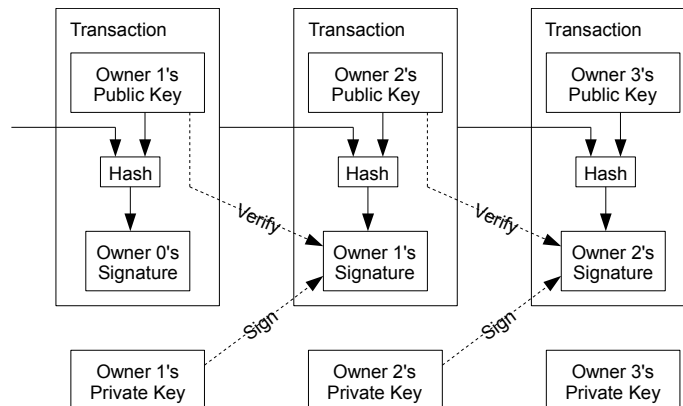 Transaction
Transaction
Transaction
Owner 1's
Public Key
Owner 2's
Public Key
Owner 3's
Public Key
Hash
Hash
Hash
Verify
Verify
Owner 0's
Signature
Owner 1's
Signature
Owner 2's
Signature
Sign
Sign
Owner 1's
Private Key
Owner 2's
Private Key
Owner 3's
Private Key